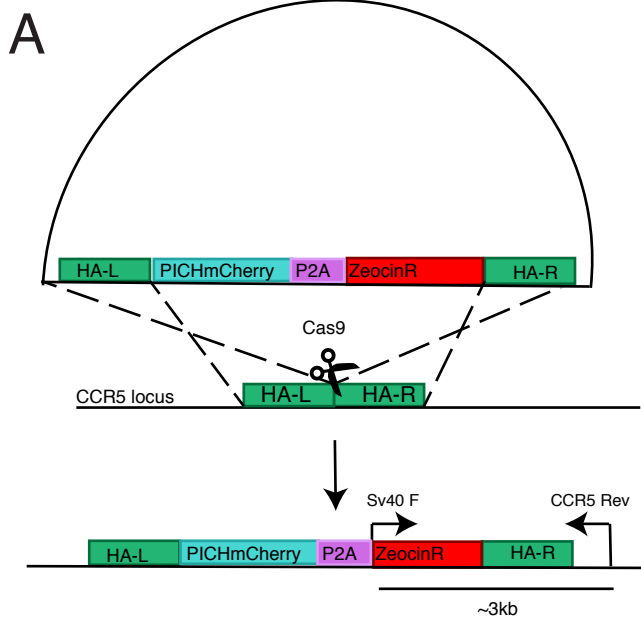 A
HA-L PICHmCherry P2A ZeocinR HA-R
Cas9
CCR5 locus HA-L HA-R
Sv40 F CCR5 Rev
HA-L PICHmCherry P2A ZeocinR HA-R
~3kb